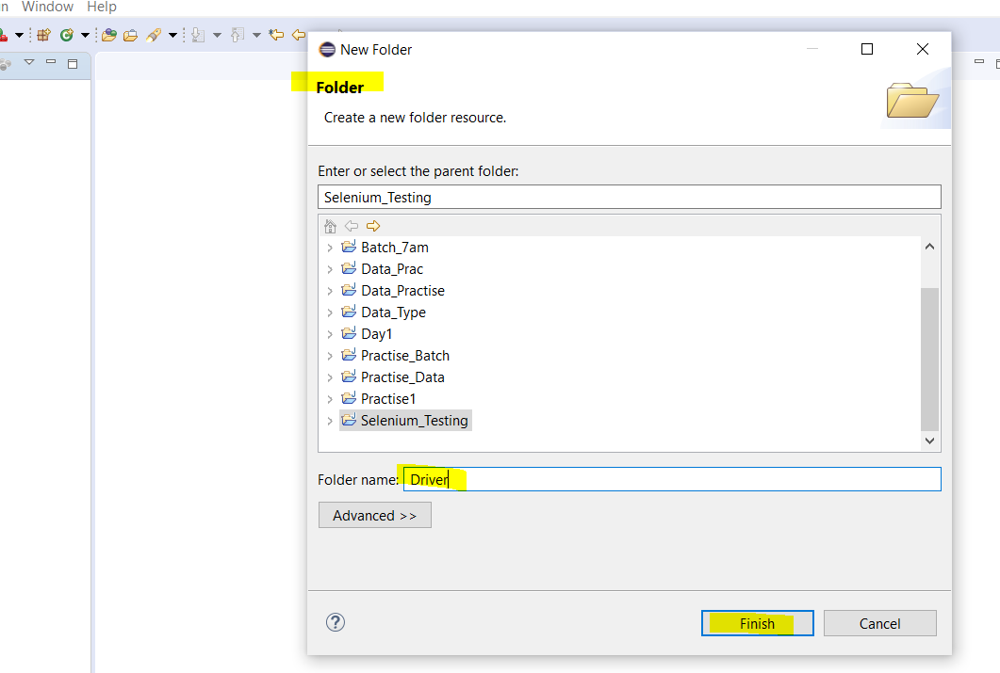 n Window Help
New Folder
Folder
Create a new folder resource.
Enter or select the parent folder:
Selenium_Testing
Batch_7am
Data_Prac
Data_Practise
Data_Type
Day1
Practise_Batch
Practise_Data
Practise1
Selenium_Testing
Folder name: Driver
Advanced >>
Finish Cancel